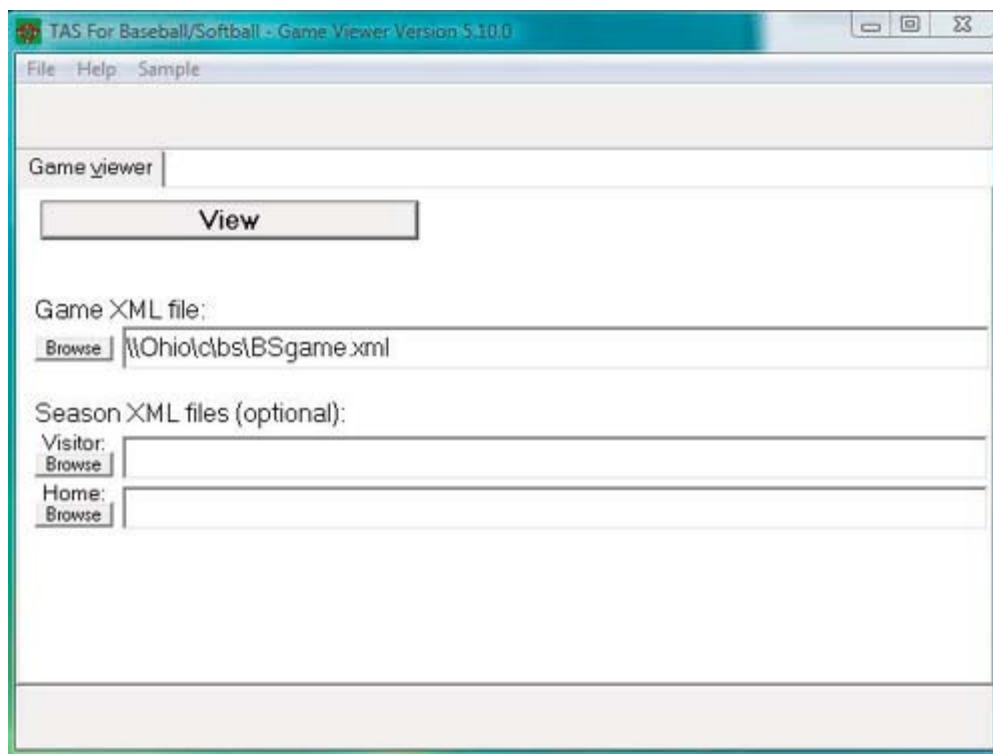 TAS For Baseball/Softball - Game Viewer Version 5.10.0
File Help Sample
Game viewer
View
Game XML file:
Browse \\Ohio\c\bs\BSgame.xml
Season XML files (optional):
Visitor:
Browse
Home:
Browse